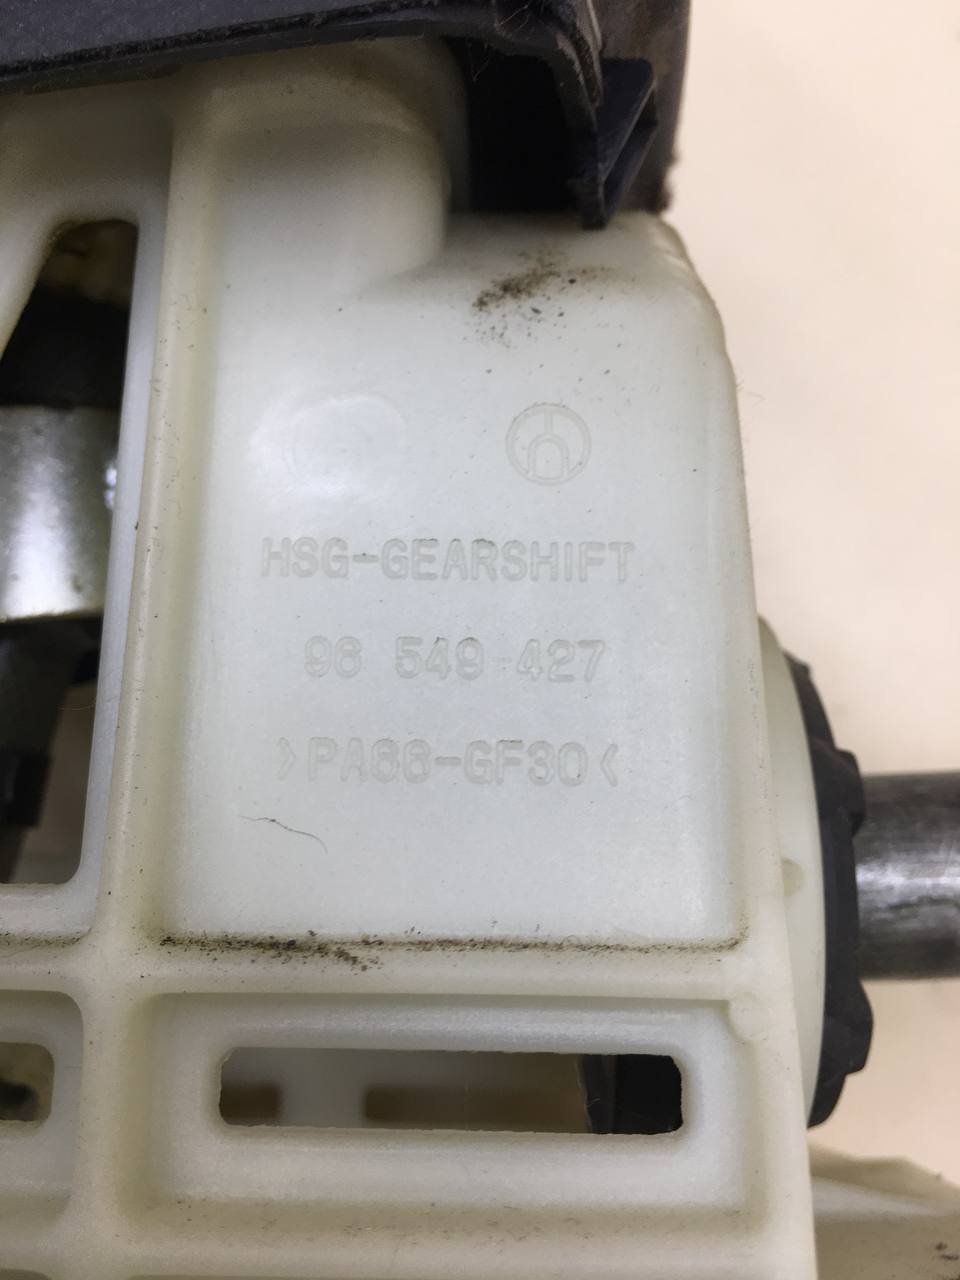 HSG-GEARSHIFT
96 549 427
>PA66-GF30<